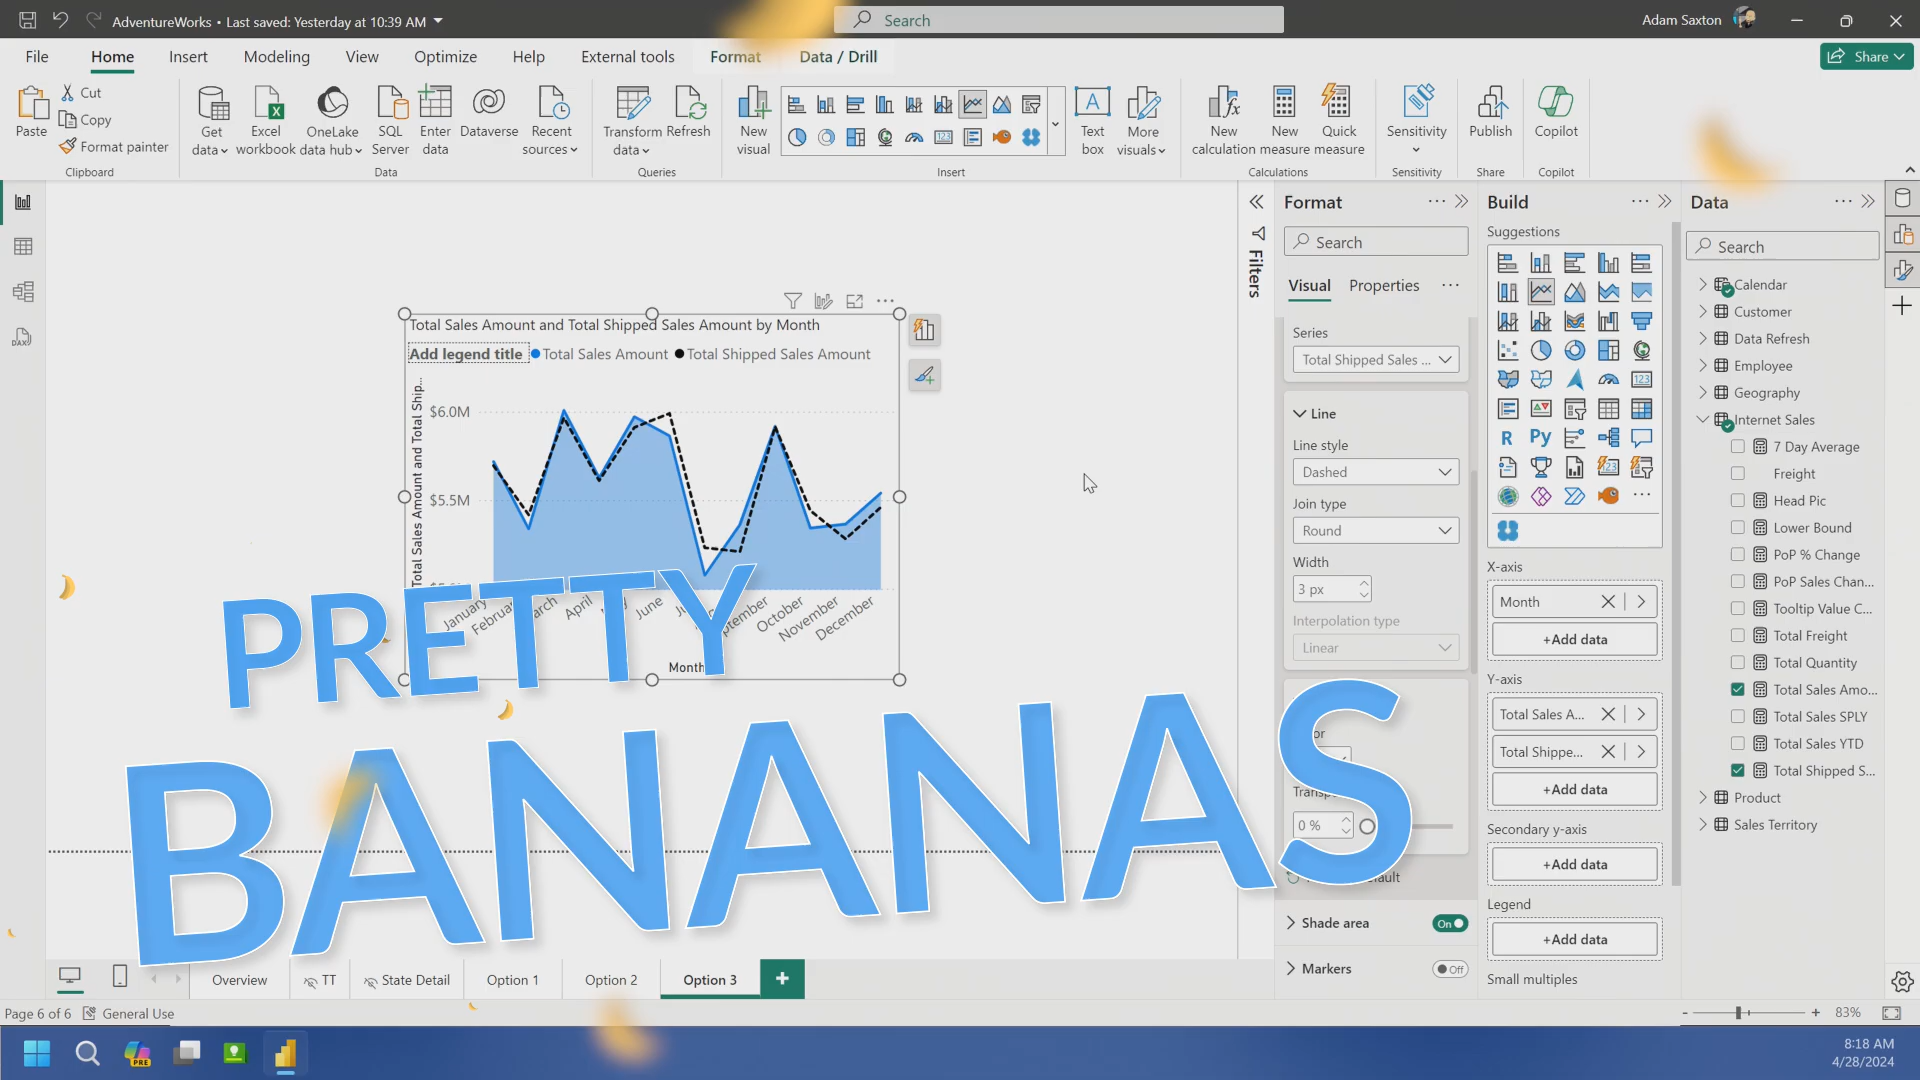 AdventureWorks • Last saved: Yesterday at 10:39 AM
Search
Adam Saxton
File
Home
Insert
Modeling
View
Optimize
Help
External tools
Format
Data / Drill
Share
Paste
Cut
Copy
Format painter
Clipboard
Get data
Excel workbook
OneLake data hub
SQL Server
Enter data
Dataverse
Recent sources
Data
Transform data
Refresh
Queries
New visual
Text box
More visuals
Insert
New calculation
New measure
Quick measure
Calculations
Sensitivity
Sensitivity
Publish
Share
Copilot
Copilot
Total Sales Amount and Total Shipped Sales Amount by Month
Add legend title
Total Sales Amount
Total Shipped Sales Amount
Total Sales Amount and Total Ship...
$6.0M
$5.5M
January
April
June
October
November
December
Month
PRETTY
BANANAS
Filters
Format
Search
Visual
Properties
Series
Total Shipped Sales ...
Line
Line style
Dashed
Join type
Round
Width
3 px
Interpolation type
Linear
0 %
Shade area
On
Markers
Off
Build
Suggestions
R
Py
X-axis
Month
+Add data
Y-axis
Total Sales A...
Total Shippe...
+Add data
Secondary y-axis
+Add data
Legend
+Add data
Small multiples
Data
Search
Calendar
Customer
Data Refresh
Employee
Geography
Internet Sales
7 Day Average
Freight
Head Pic
Lower Bound
PoP % Change
PoP Sales Chan...
Tooltip Value C...
Total Freight
Total Quantity
Total Sales Amo...
Total Sales SPLY
Total Sales YTD
Total Shipped S...
Product
Sales Territory
Overview
TT
State Detail
Option 1
Option 2
Option 3
Page 6 of 6
General Use
83%
PRE
8:18 AM
4/28/2024